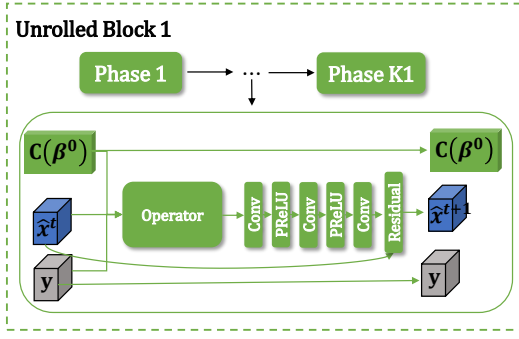 Unrolled Block 1
Phase 1
...
Phase K1
C(β⁰)
C(β⁰)
x̂ᵗ
Operator
Conv
PReLU
Conv
PReLU
Conv
Residual
x̂ᵗ⁺¹
y
y